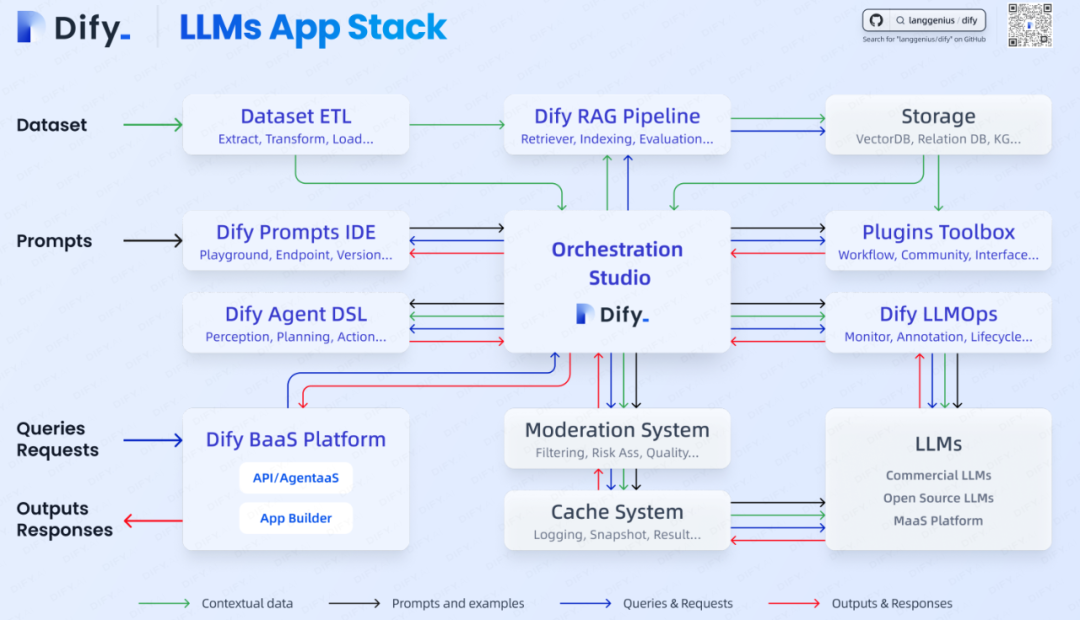 Dify_
LLMs App Stack
langgenius / dify
Search for "langgenius/dify" on GitHub
Dataset
Dataset ETL
Extract, Transform, Load...
Dify RAG Pipeline
Retriever, Indexing, Evaluation...
Storage
VectorDB, Relation DB, KG...
Prompts
Dify Prompts IDE
Playground, Endpoint, Version...
Orchestration
Studio
Dify_
Plugins Toolbox
Workflow, Community, Interface...
Dify Agent DSL
Perception, Planning, Action...
Dify LLMOps
Monitor, Annotation, Lifecycle...
Queries
Requests
Dify BaaS Platform
API/AgentaaS
App Builder
Moderation System
Filtering, Risk Ass, Quality...
LLMs
Commercial LLMs
Open Source LLMs
MaaS Platform
Outputs
Responses
Cache System
Logging, Snapshot, Result...
Contextual data
Prompts and examples
Queries & Requests
Outputs & Responses